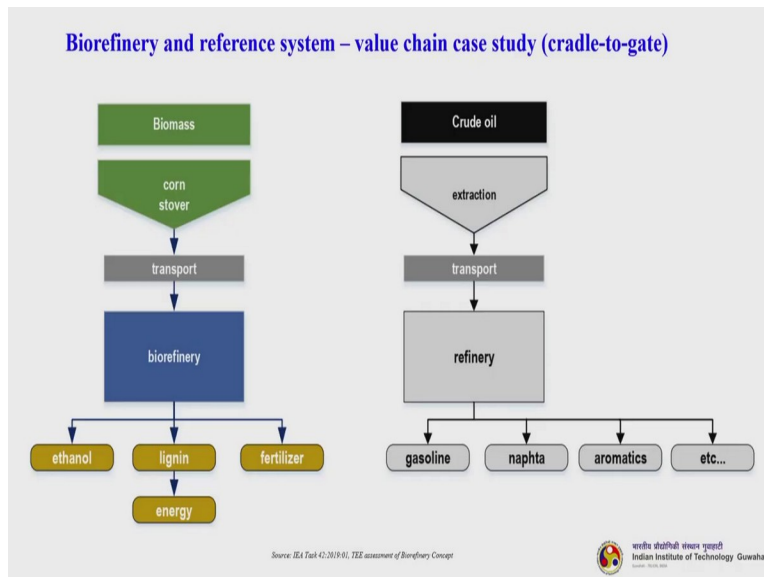 Biorefinery and reference system – value chain case study (cradle-to-gate)
Biomass
corn
stover
transport
biorefinery
ethanol
lignin
fertilizer
energy
Crude oil
extraction
transport
refinery
gasoline
naphta
aromatics
etc...
Source: IEA Task 42:2019:01, TEE assessment of Biorefinery Concept
भारतीय प्रौद्योगिकी संस्थान गुवाहाटी
Indian Institute of Technology Guwaha